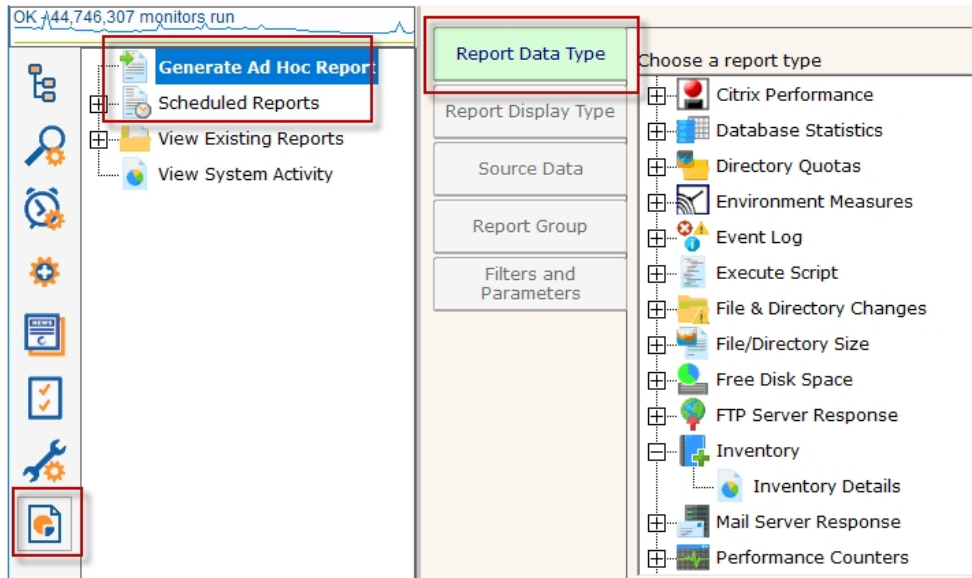 OK 44,746,307 monitors run
Generate Ad Hoc Report
Scheduled Reports
View Existing Reports
View System Activity
Report Data Type
Report Display Type
Source Data
Report Group
Filters and
Parameters
Choose a report type
Citrix Performance
Database Statistics
Directory Quotas
Environment Measures
Event Log
Execute Script
File & Directory Changes
File/Directory Size
Free Disk Space
FTP Server Response
Inventory
Inventory Details
Mail Server Response
Performance Counters
NEWS